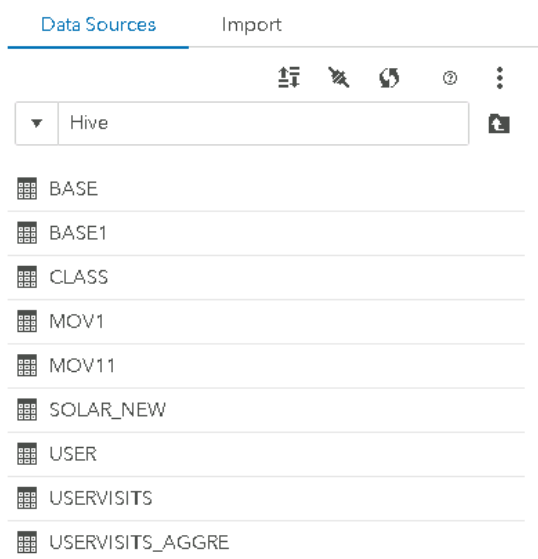 Data Sources Import
Hive
BASE
BASE1
CLASS
MOV1
MOV11
SOLAR_NEW
USER
USERVISITS
USERVISITS_AGGRE